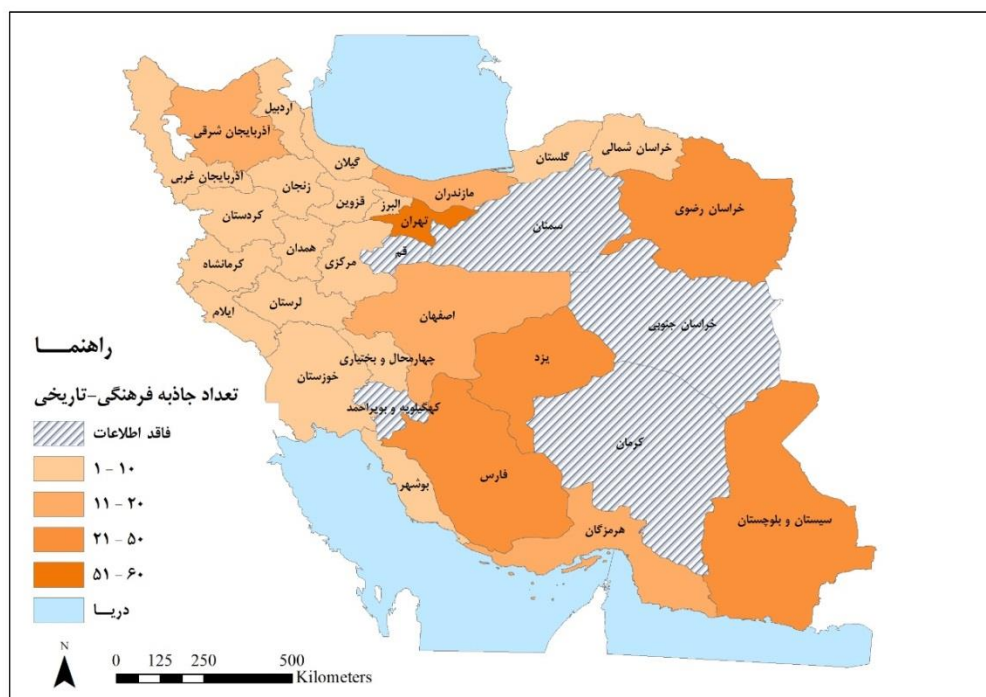 اردبیل
آذربایجان شرقی
گیلان
گلستان
خراسان شمالی
آذربایجان غربی
زنجان
قزوین
البرز
مازندران
خراسان رضوی
کردستان
تهران
سمنان
همدان
مرکزی
قم
کرمانشاه
لرستان
ایلام
اصفهان
خراسان جنوبی
چهارمحال و بختیاری
یزد
خوزستان
کهگیلویه و بویراحمد
کرمان
فارس
بوشهر
سیستان و بلوچستان
هرمزگان
راهنمـــا
تعداد جاذبه فرهنگی-تاریخی
فاقد اطلاعات
۱ - ۱۰
۱۱ - ۲۰
۲۱ - ۵۰
۵۱ - ۶۰
دریــا
N
0 125 250 500
Kilometers